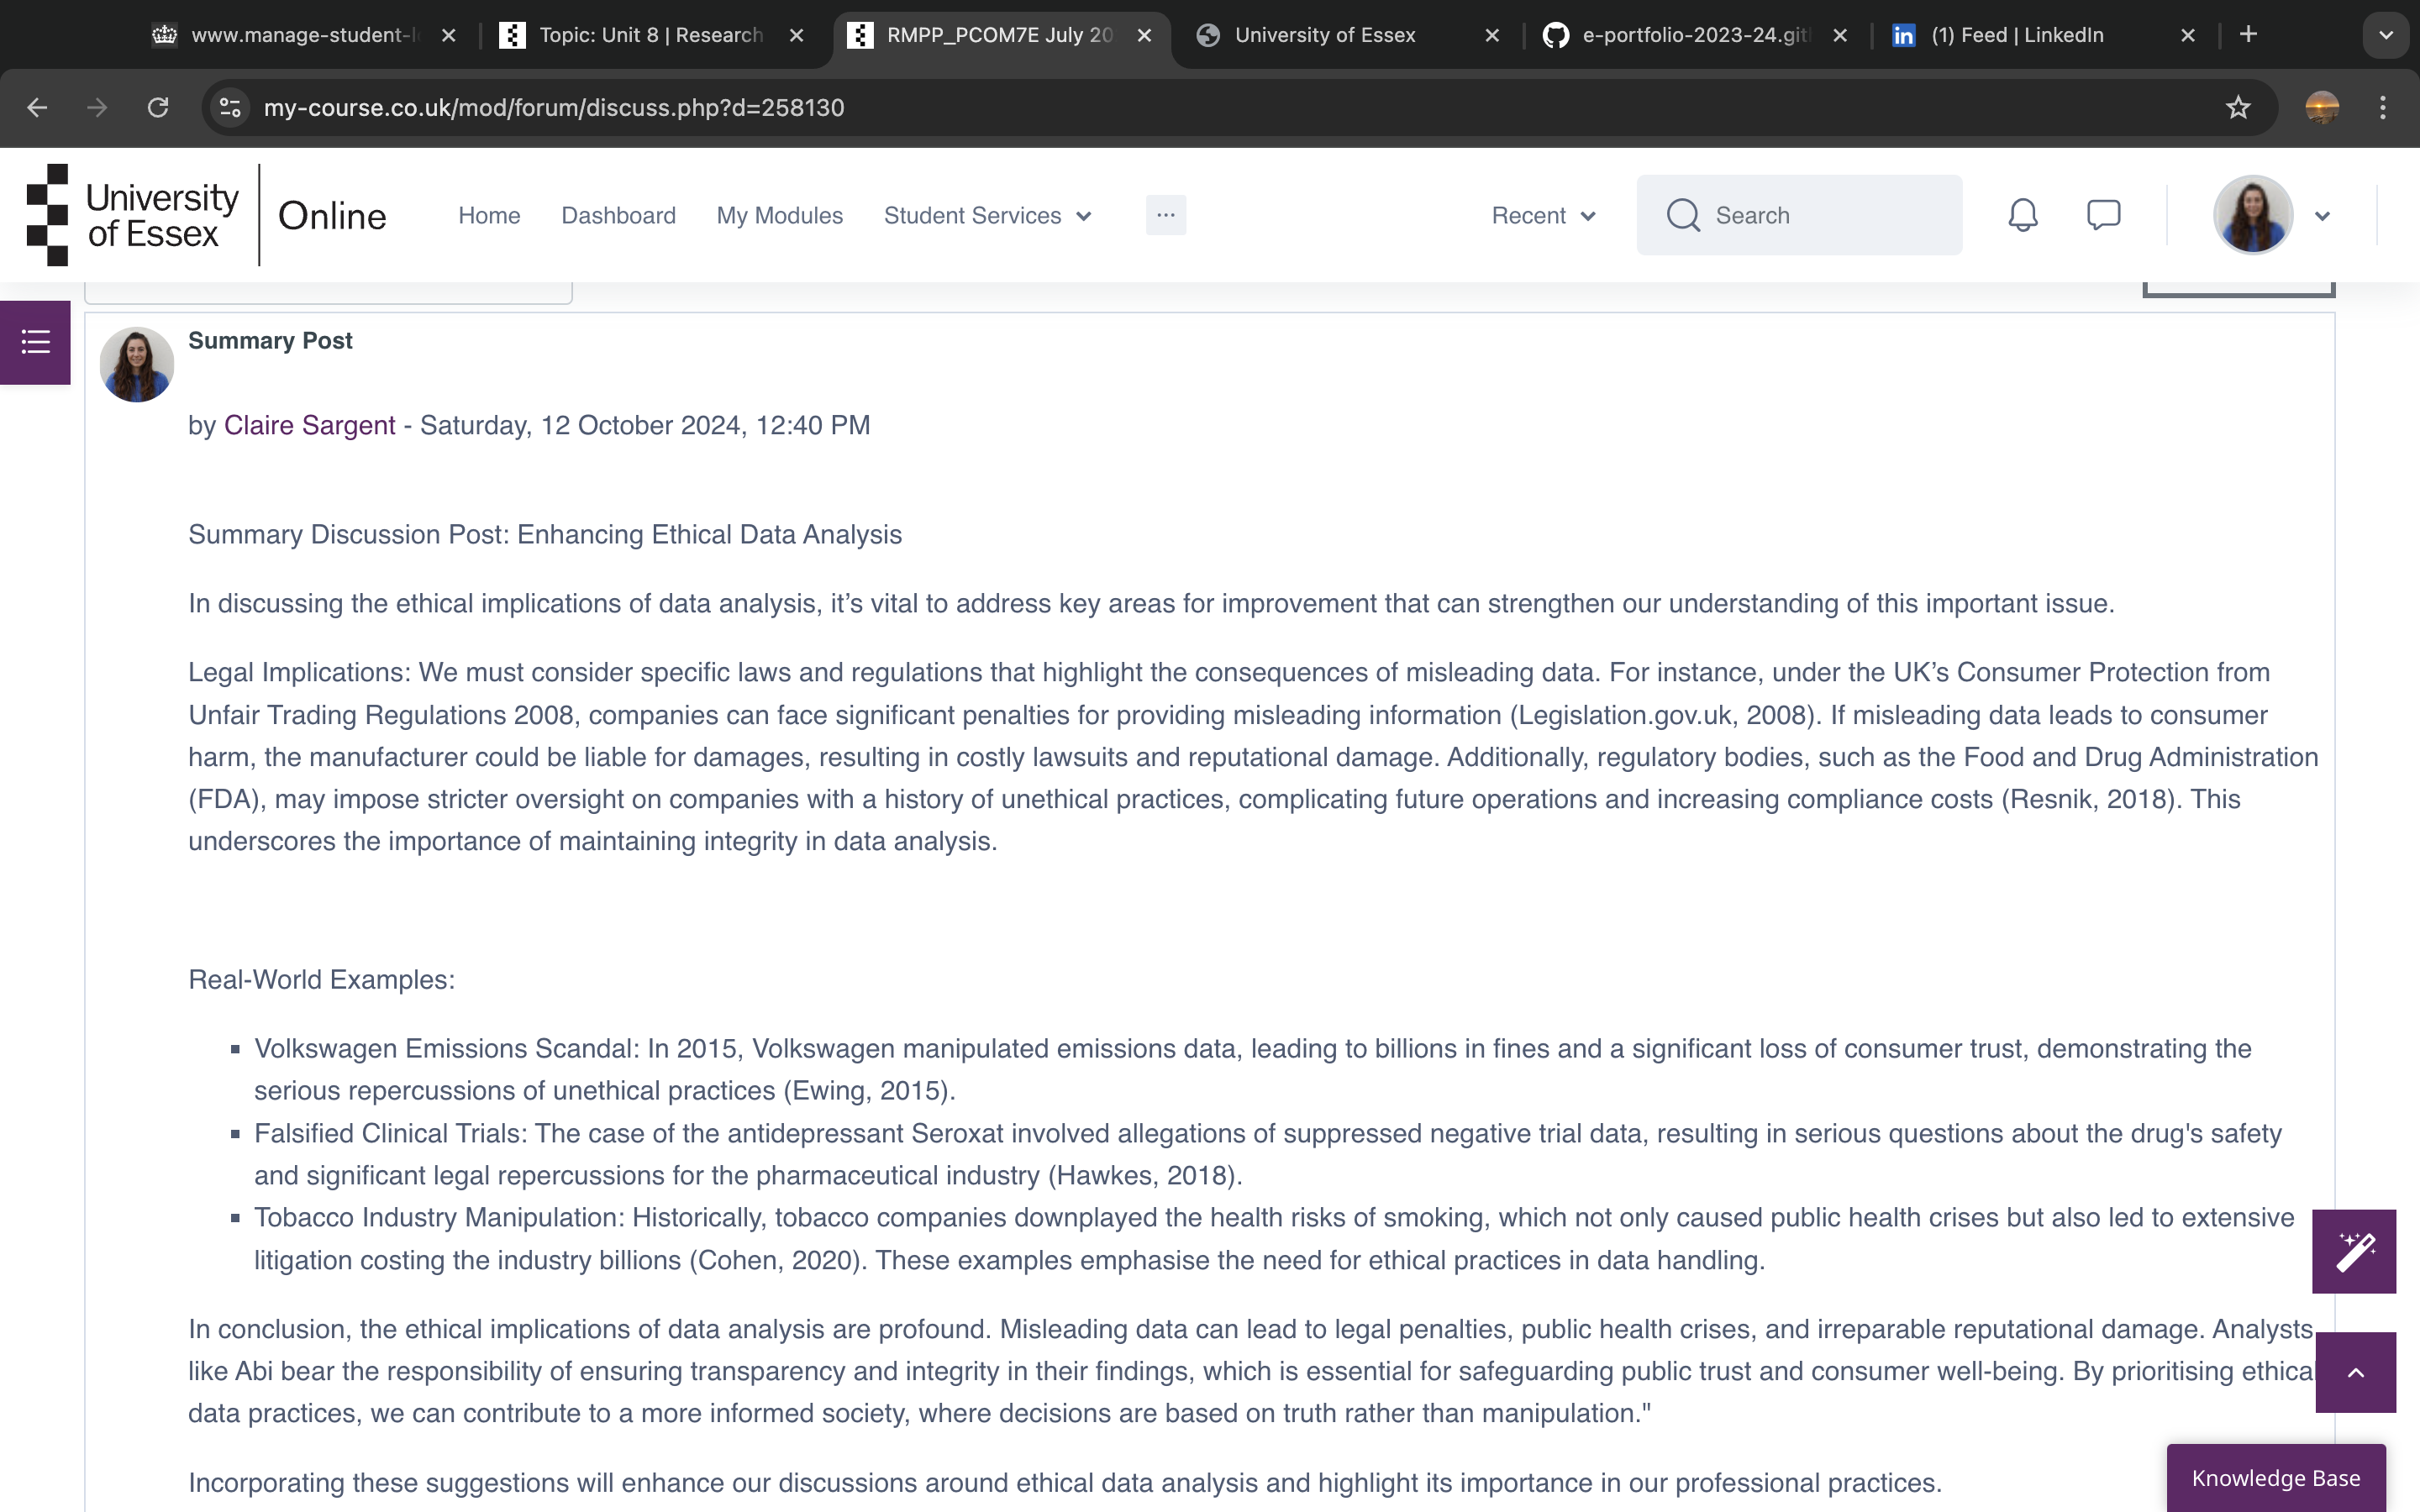 www.manage-student-l
Topic: Unit 8 | Research
RMPP_PCOM7E July 20
University of Essex
e-portfolio-2023-24.git
(1) Feed | LinkedIn
my-course.co.uk/mod/forum/discuss.php?d=258130
University of Essex
Online
Home
Dashboard
My Modules
Student Services
Recent
Search
Summary Post
by Claire Sargent - Saturday, 12 October 2024, 12:40 PM
Summary Discussion Post: Enhancing Ethical Data Analysis
In discussing the ethical implications of data analysis, it’s vital to address key areas for improvement that can strengthen our understanding of this important issue.
Legal Implications: We must consider specific laws and regulations that highlight the consequences of misleading data. For instance, under the UK’s Consumer Protection from
Unfair Trading Regulations 2008, companies can face significant penalties for providing misleading information (Legislation.gov.uk, 2008). If misleading data leads to consumer
harm, the manufacturer could be liable for damages, resulting in costly lawsuits and reputational damage. Additionally, regulatory bodies, such as the Food and Drug Administration
(FDA), may impose stricter oversight on companies with a history of unethical practices, complicating future operations and increasing compliance costs (Resnik, 2018). This
underscores the importance of maintaining integrity in data analysis.
Real-World Examples:
▪ Volkswagen Emissions Scandal: In 2015, Volkswagen manipulated emissions data, leading to billions in fines and a significant loss of consumer trust, demonstrating the
serious repercussions of unethical practices (Ewing, 2015).
▪ Falsified Clinical Trials: The case of the antidepressant Seroxat involved allegations of suppressed negative trial data, resulting in serious questions about the drug's safety
and significant legal repercussions for the pharmaceutical industry (Hawkes, 2018).
▪ Tobacco Industry Manipulation: Historically, tobacco companies downplayed the health risks of smoking, which not only caused public health crises but also led to extensive
litigation costing the industry billions (Cohen, 2020). These examples emphasise the need for ethical practices in data handling.
In conclusion, the ethical implications of data analysis are profound. Misleading data can lead to legal penalties, public health crises, and irreparable reputational damage. Analysts
like Abi bear the responsibility of ensuring transparency and integrity in their findings, which is essential for safeguarding public trust and consumer well-being. By prioritising ethical
data practices, we can contribute to a more informed society, where decisions are based on truth rather than manipulation."
Incorporating these suggestions will enhance our discussions around ethical data analysis and highlight its importance in our professional practices.
Knowledge Base